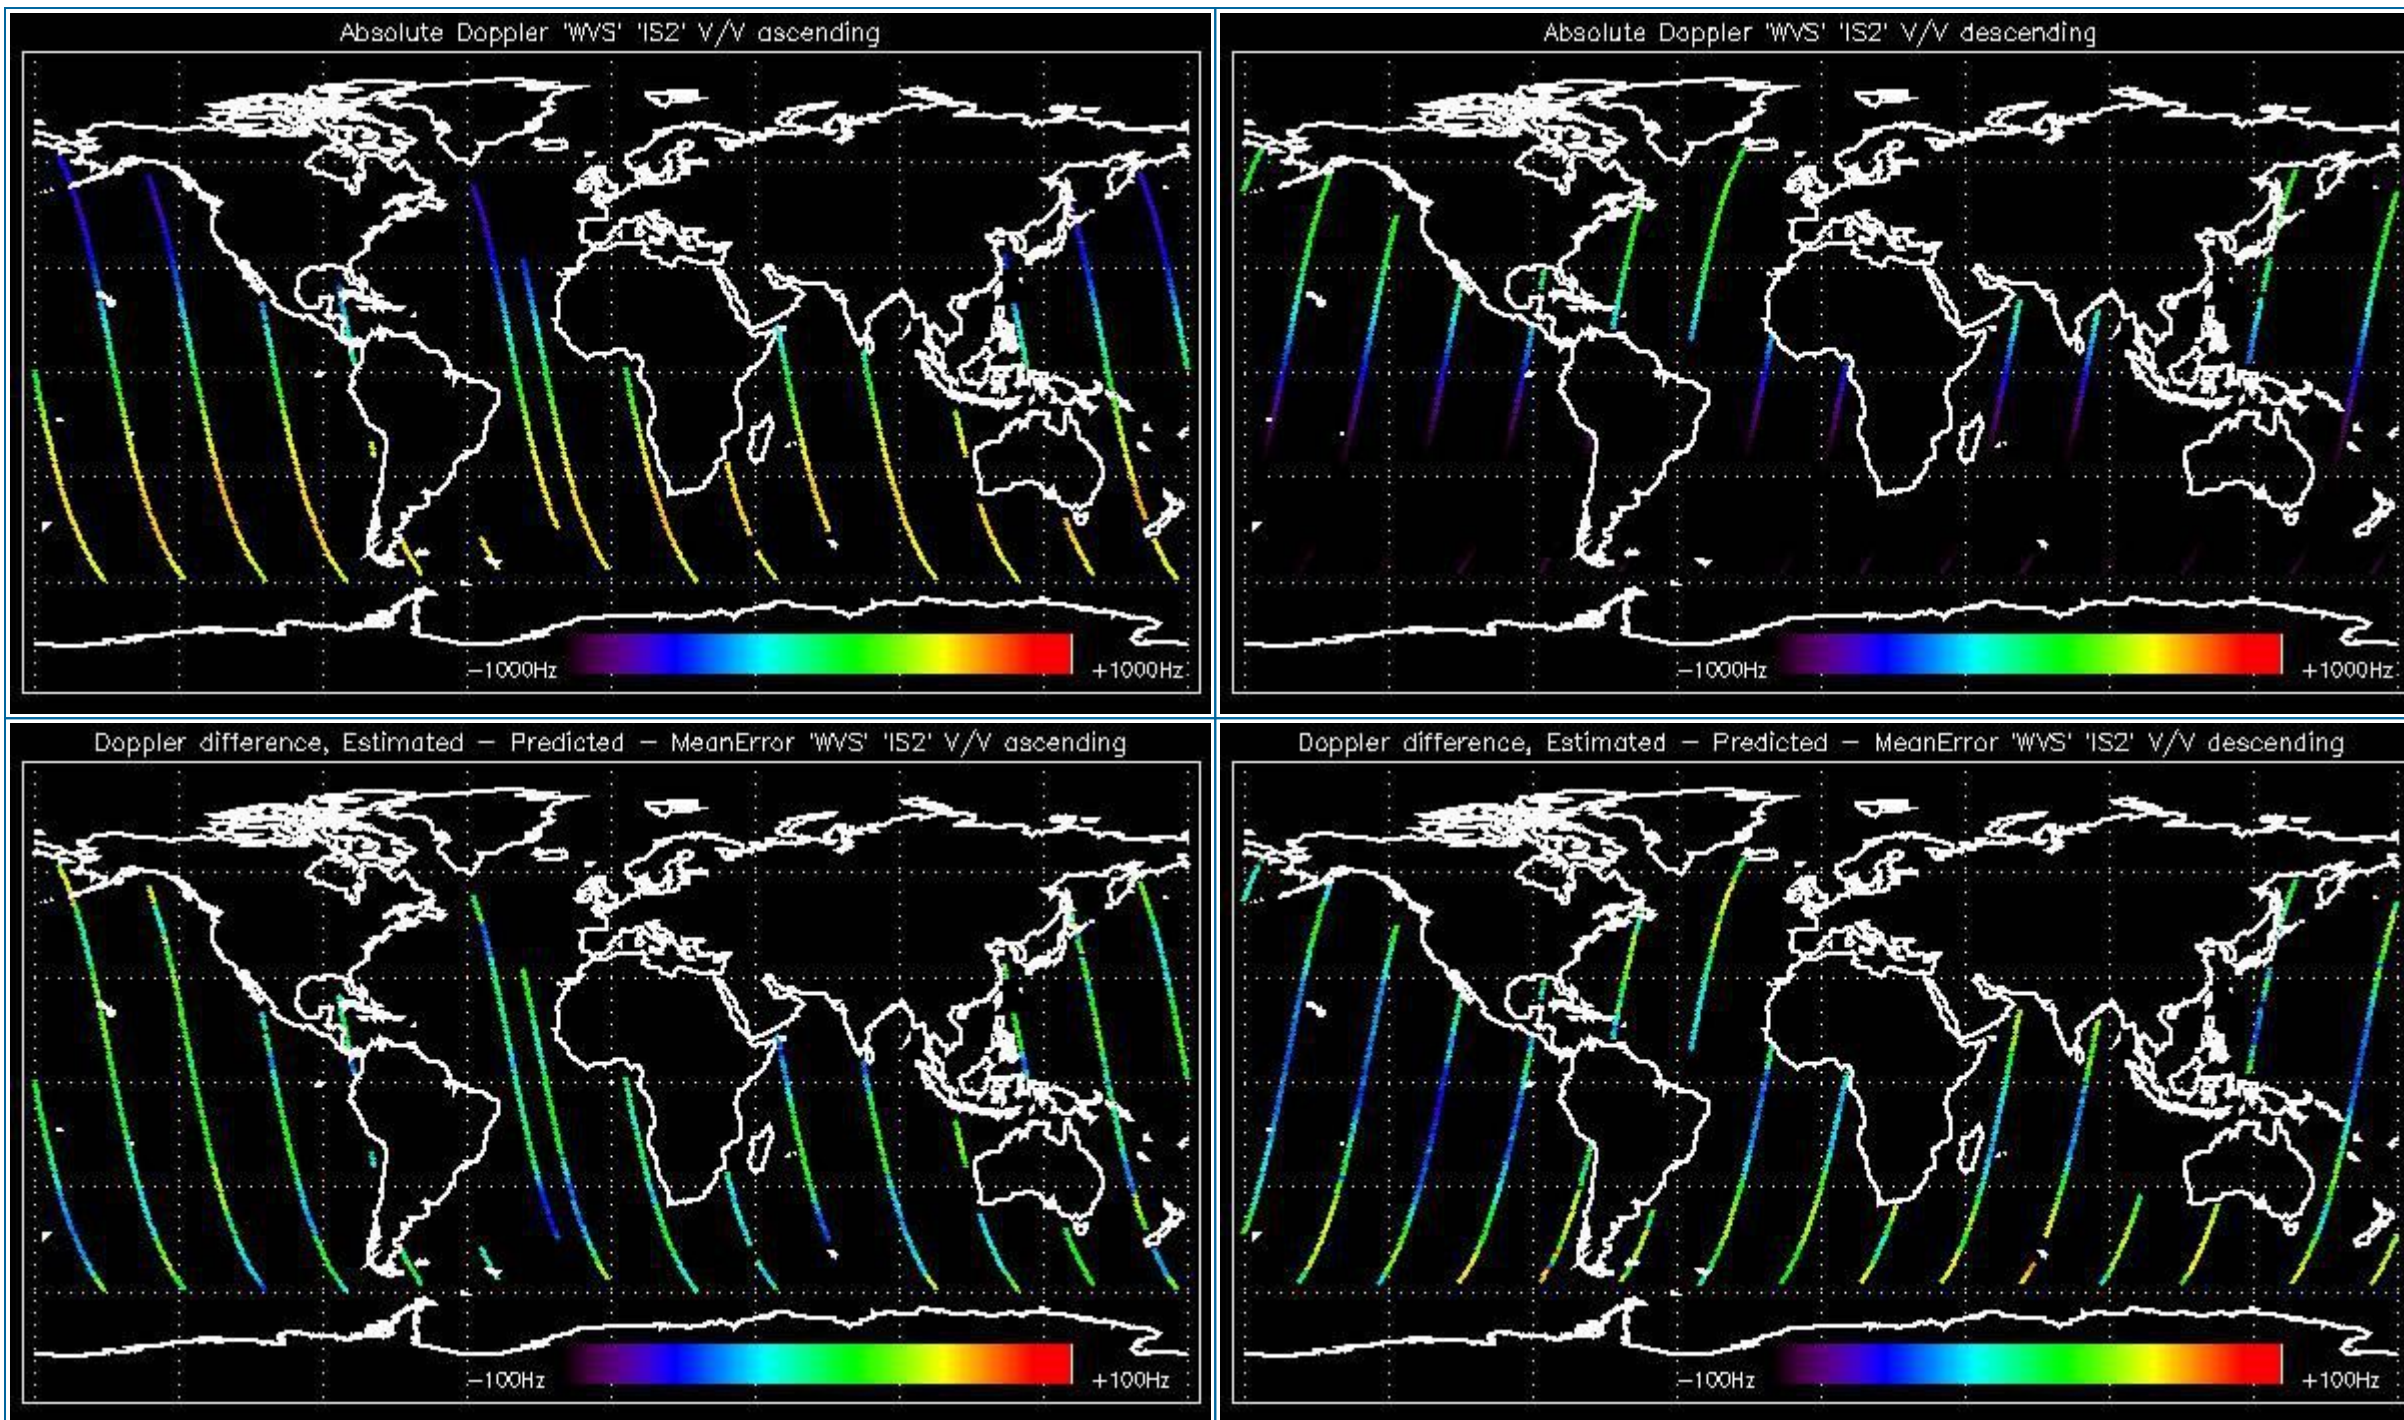 Absolute Doppler 'WVS' 'IS2' V/V ascending
-1000Hz
+1000Hz
Absolute Doppler 'WVS' 'IS2' V/V descending
-1000Hz
+1000Hz
Doppler difference, Estimated - Predicted - MeanError 'WVS' 'IS2' V/V ascending
-100Hz
+100Hz
Doppler difference, Estimated - Predicted - MeanError 'WVS' 'IS2' V/V descending
-100Hz
+100Hz